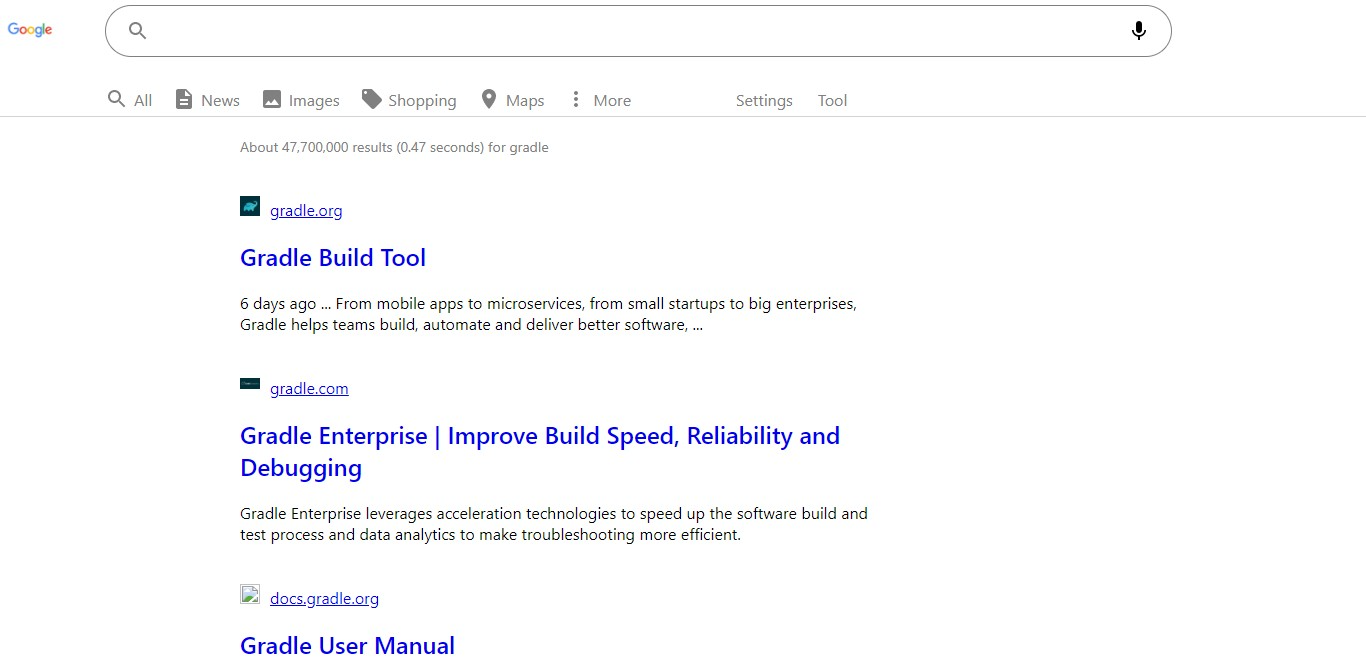 Google
All News Images Shopping Maps More Settings Tool
About 47,700,000 results (0.47 seconds) for gradle
gradle.org
Gradle Build Tool
6 days ago ... From mobile apps to microservices, from small startups to big enterprises,
Gradle helps teams build, automate and deliver better software, ...
gradle.com
Gradle Enterprise | Improve Build Speed, Reliability and
Debugging
Gradle Enterprise leverages acceleration technologies to speed up the software build and
test process and data analytics to make troubleshooting more efficient.
docs.gradle.org
Gradle User Manual